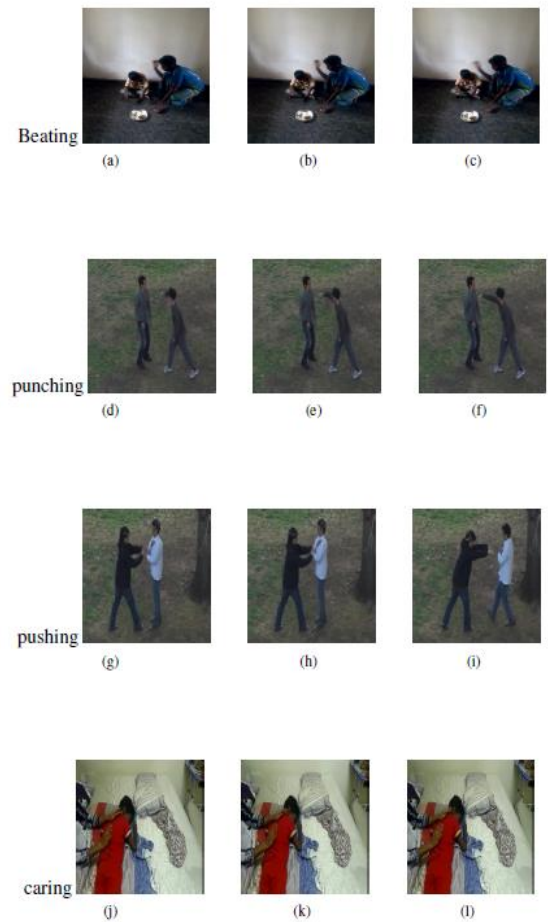 Beating
(a) (b) (c)
punching
(d) (e) (f)
pushing
(g) (h) (i)
caring
(j) (k) (l)